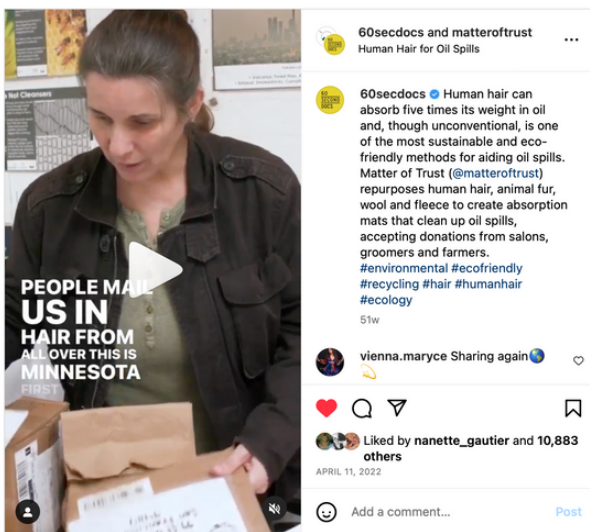 60secdocs and matteroftrust
Human Hair for Oil Spills
60secdocs Human hair can
absorb five times its weight in oil
and, though unconventional, is one
of the most sustainable and eco-
friendly methods for aiding oil spills.
Matter of Trust (@matteroftrust)
repurposes human hair, animal fur,
wool and fleece to create absorption
mats that clean up oil spills,
accepting donations from salons,
groomers and farmers.
#environmental #ecofriendly
#recycling #hair #humanhair
#ecology
51w
vienna.maryce Sharing again
Liked by nanette_gautier and 10,883
others
APRIL 11, 2022
Add a comment...
Post
Hot Cleansers
PEOPLE MAIL
US IN
HAIR FROM
ALL OVER THIS IS
MINNESOTA
FIRST